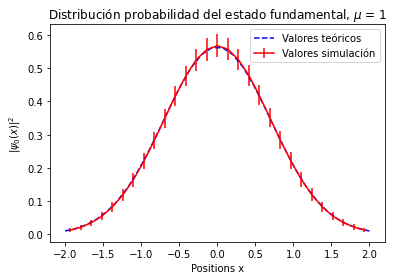 Distribución probabilidad del estado fundamental, μ = 1
Valores teóricos
Valores simulación
|ψ₀(x)|²
0.6
0.5
0.4
0.3
0.2
0.1
0.0
−2.0 −1.5 −1.0 −0.5 0.0 0.5 1.0 1.5 2.0
Positions x